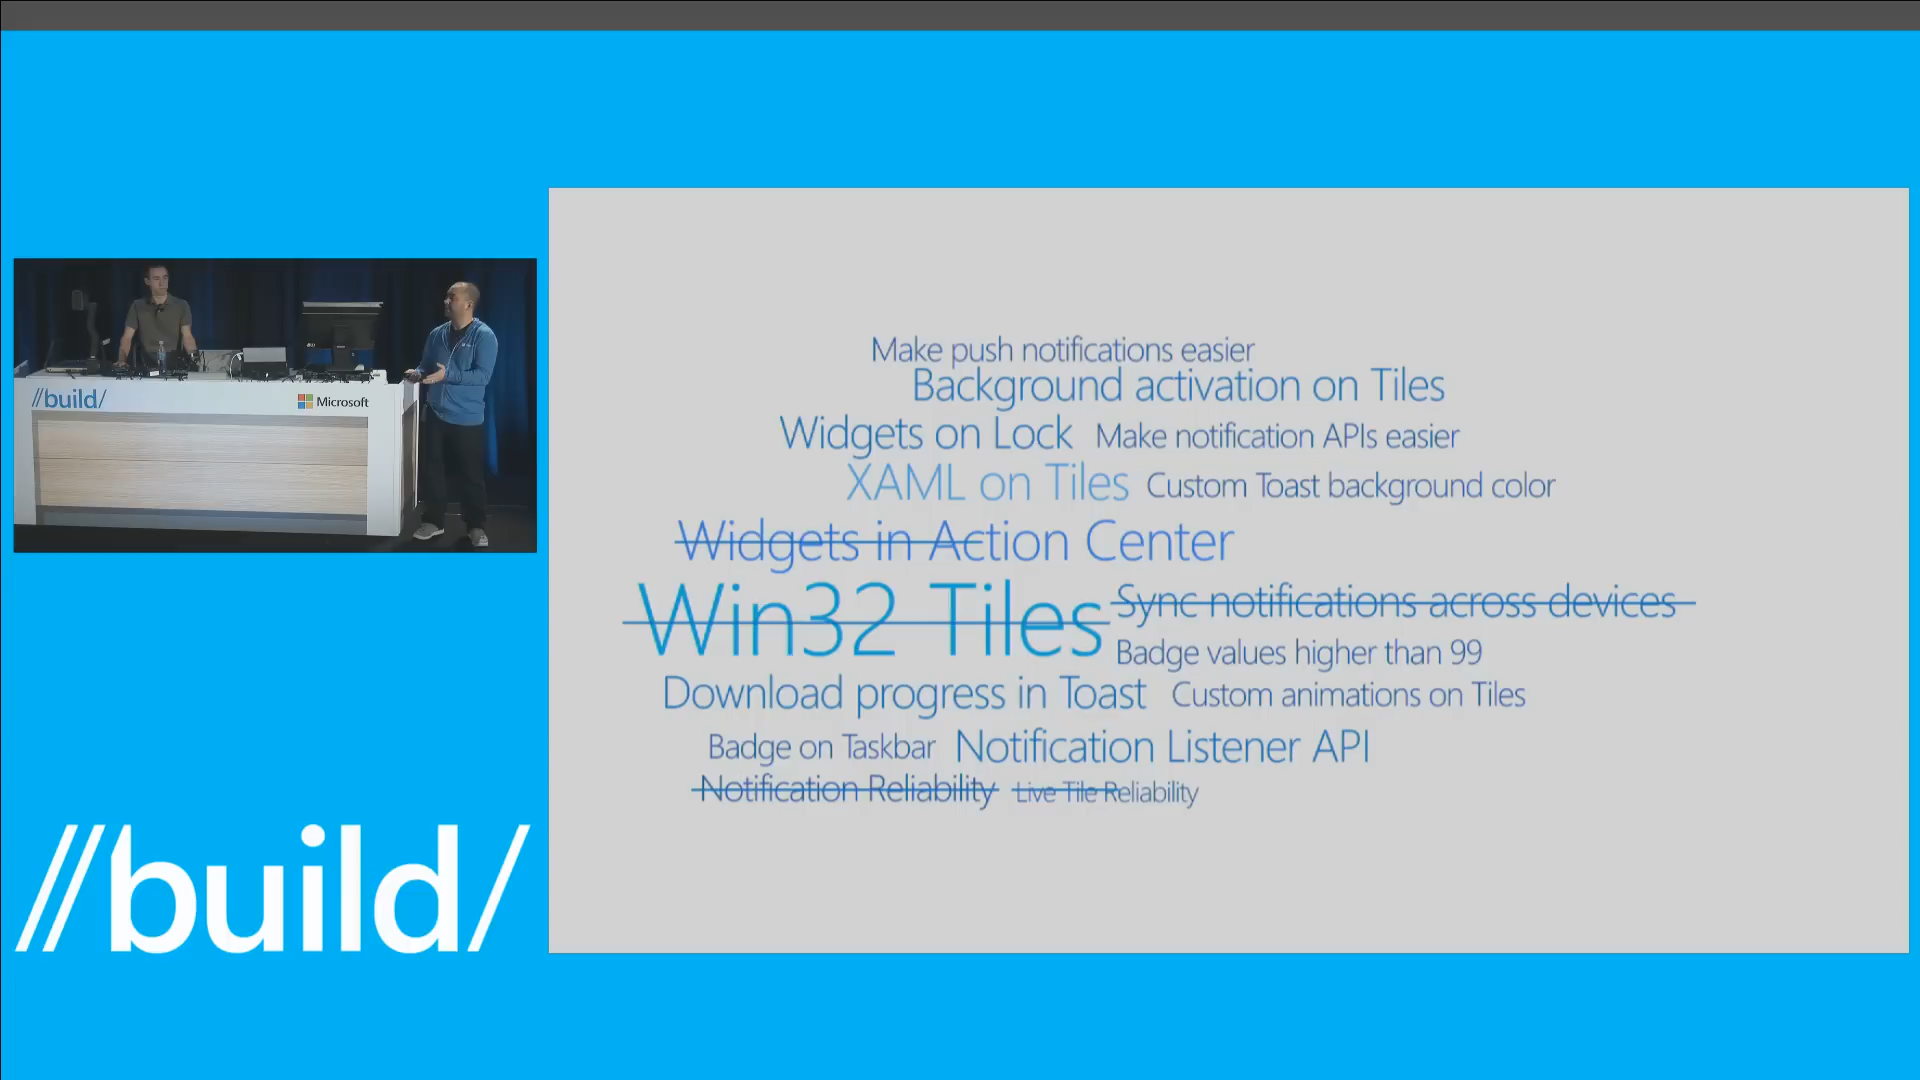 //build/
Microsoft
Make push notifications easier
Background activation on Tiles
Widgets on Lock Make notification APIs easier
XAML on Tiles Custom Toast background color
Widgets in Action Center
Win32 Tiles Sync notifications across devices
Badge values higher than 99
Download progress in Toast Custom animations on Tiles
Badge on Taskbar Notification Listener API
Notification Reliability Live Tile Reliability
//build/